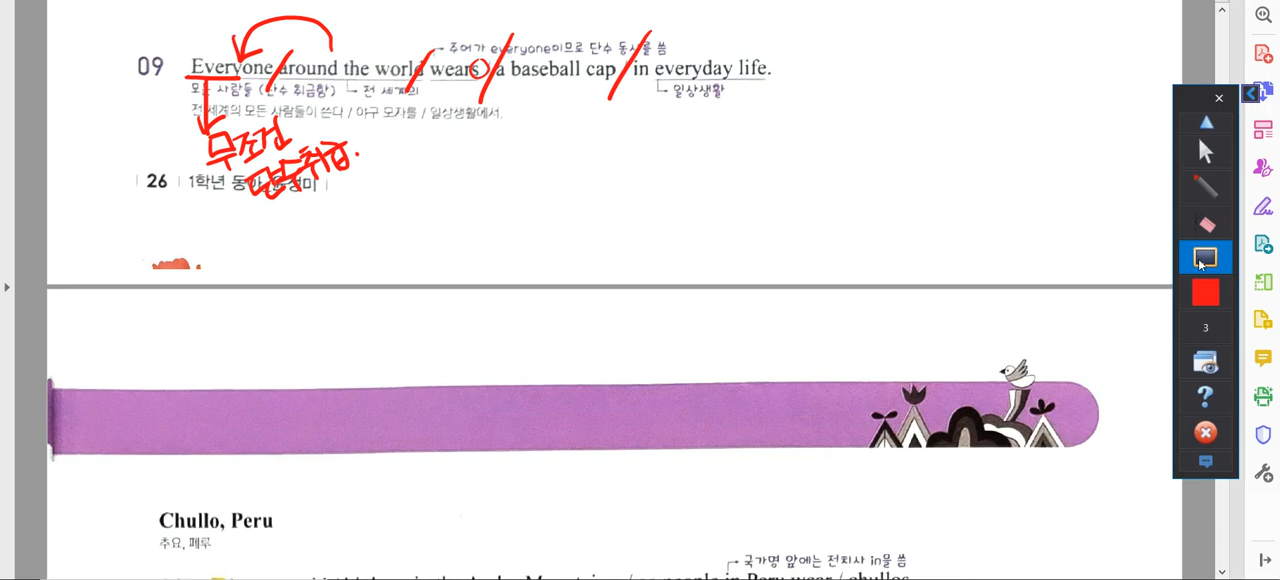 주어가 everyone이므로 단수 동사를 씀
09 Everyone around the world wears a baseball cap in everyday life.
모든 사람들 (단수 취급함) 전 세계의 일상생활
전 세계의 모든 사람들이 쓴다 / 야구 모자를 / 일상생활에서.
무조건
단수취급.
26 1학년 동아
3
Chullo, Peru
추요, 페루
국가명 앞에는 전치사 in을 씀
in Peru wear / chullos